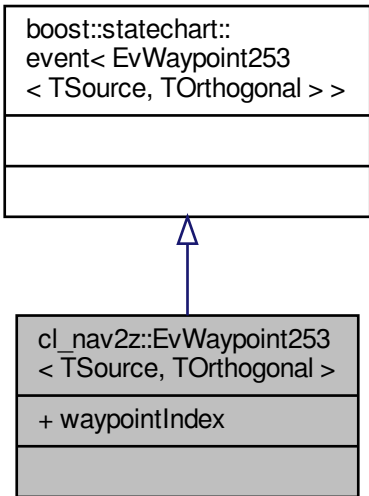 boost::statechart::
event< EvWaypoint253
< TSource, TOrthogonal > >
cl_nav2z::EvWaypoint253
< TSource, TOrthogonal >
+ waypointIndex